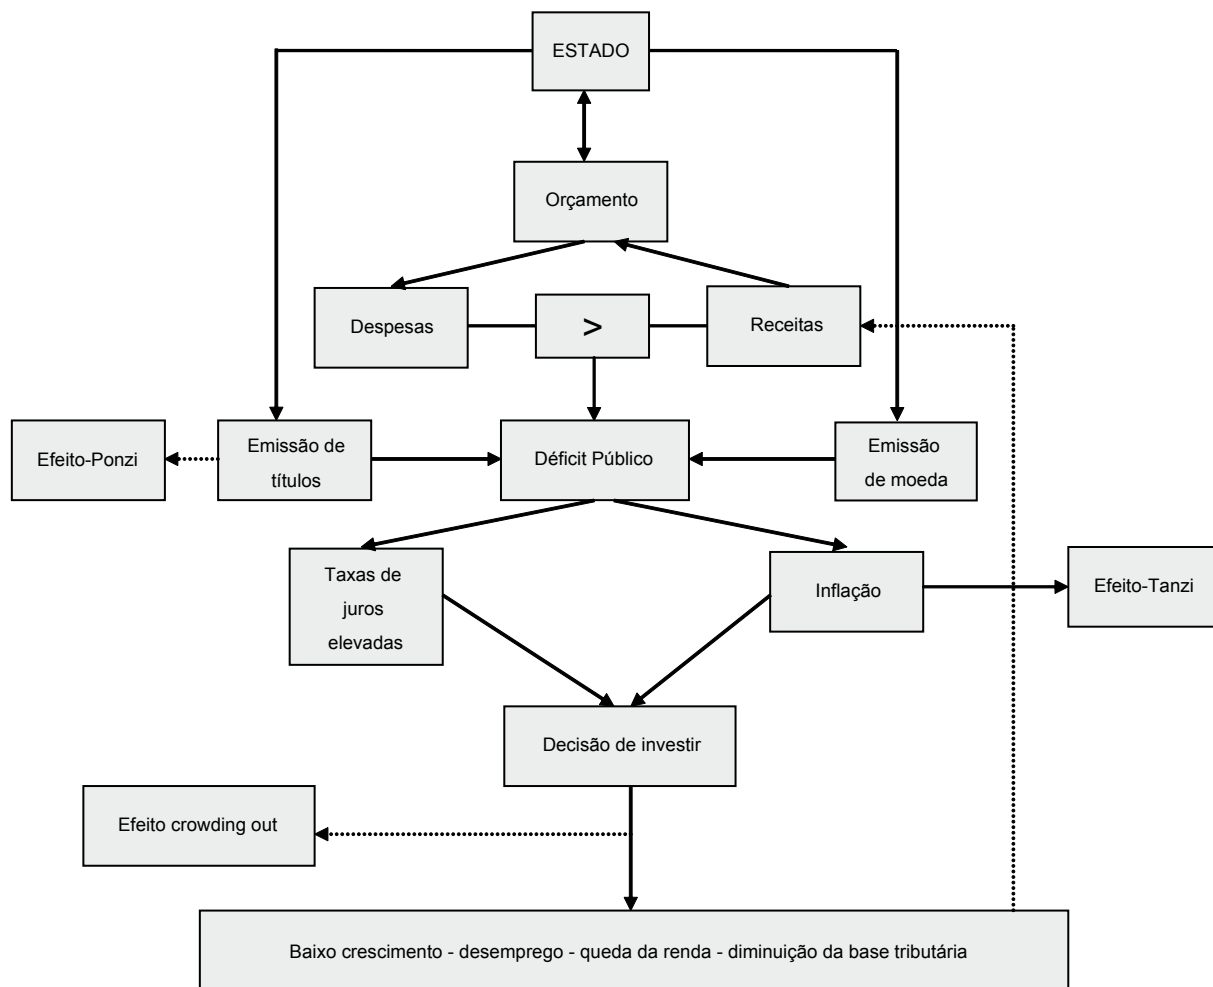 ESTADO
Orçamento
Despesas
>
Receitas
Efeito-Ponzi
Emissão de
títulos
Déficit Público
Emissão
de moeda
Taxas de
juros
elevadas
Inflação
Efeito-Tanzi
Decisão de investir
Efeito crowding out
Baixo crescimento - desemprego - queda da renda - diminuição da base tributária